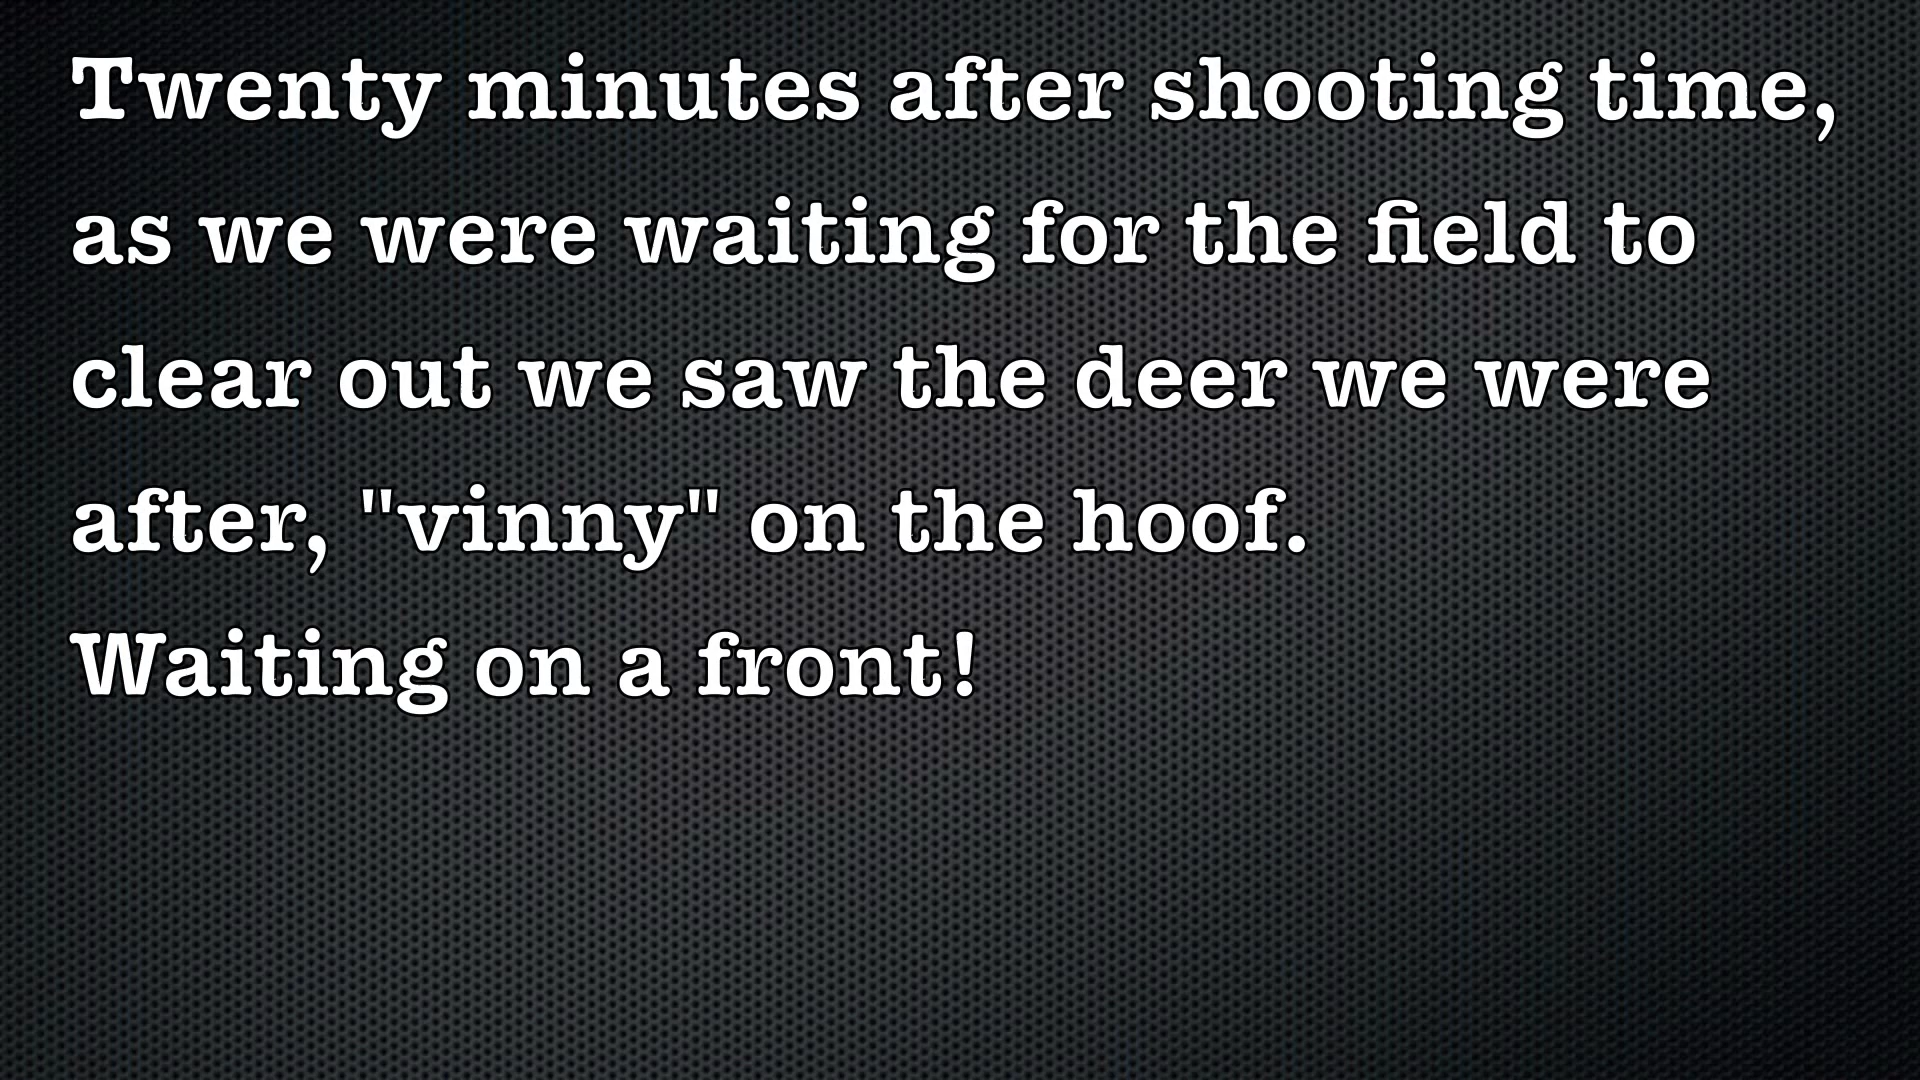 Twenty minutes after shooting time,
as we were waiting for the field to
clear out we saw the deer we were
after, "vinny" on the hoof.
Waiting on a front!